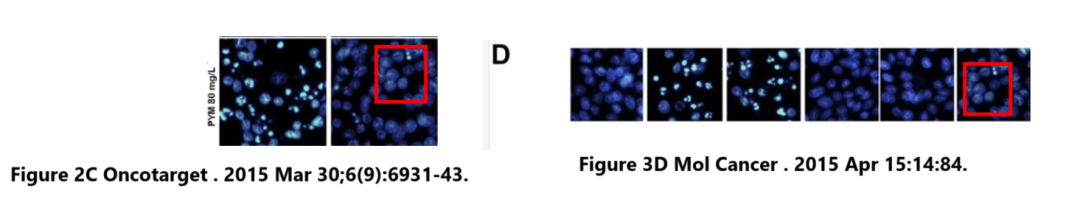 PYM 80 mg/L
D
Figure 2C Oncotarget . 2015 Mar 30;6(9):6931-43.
Figure 3D Mol Cancer . 2015 Apr 15:14:84.